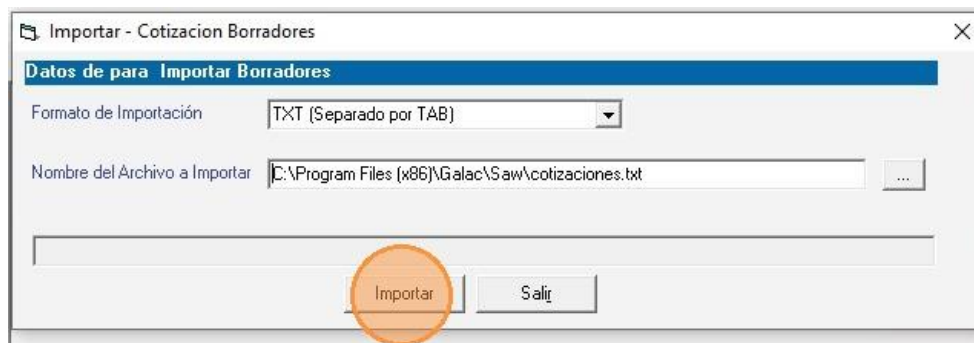 Importar - Cotizacion Borradores
Datos de para Importar Borradores
Formato de Importación
TXT (Separado por TAB)
Nombre del Archivo a Importar
C:\Program Files (x86)\Galac\Saw\cotizaciones.txt
...
Importar
Salir